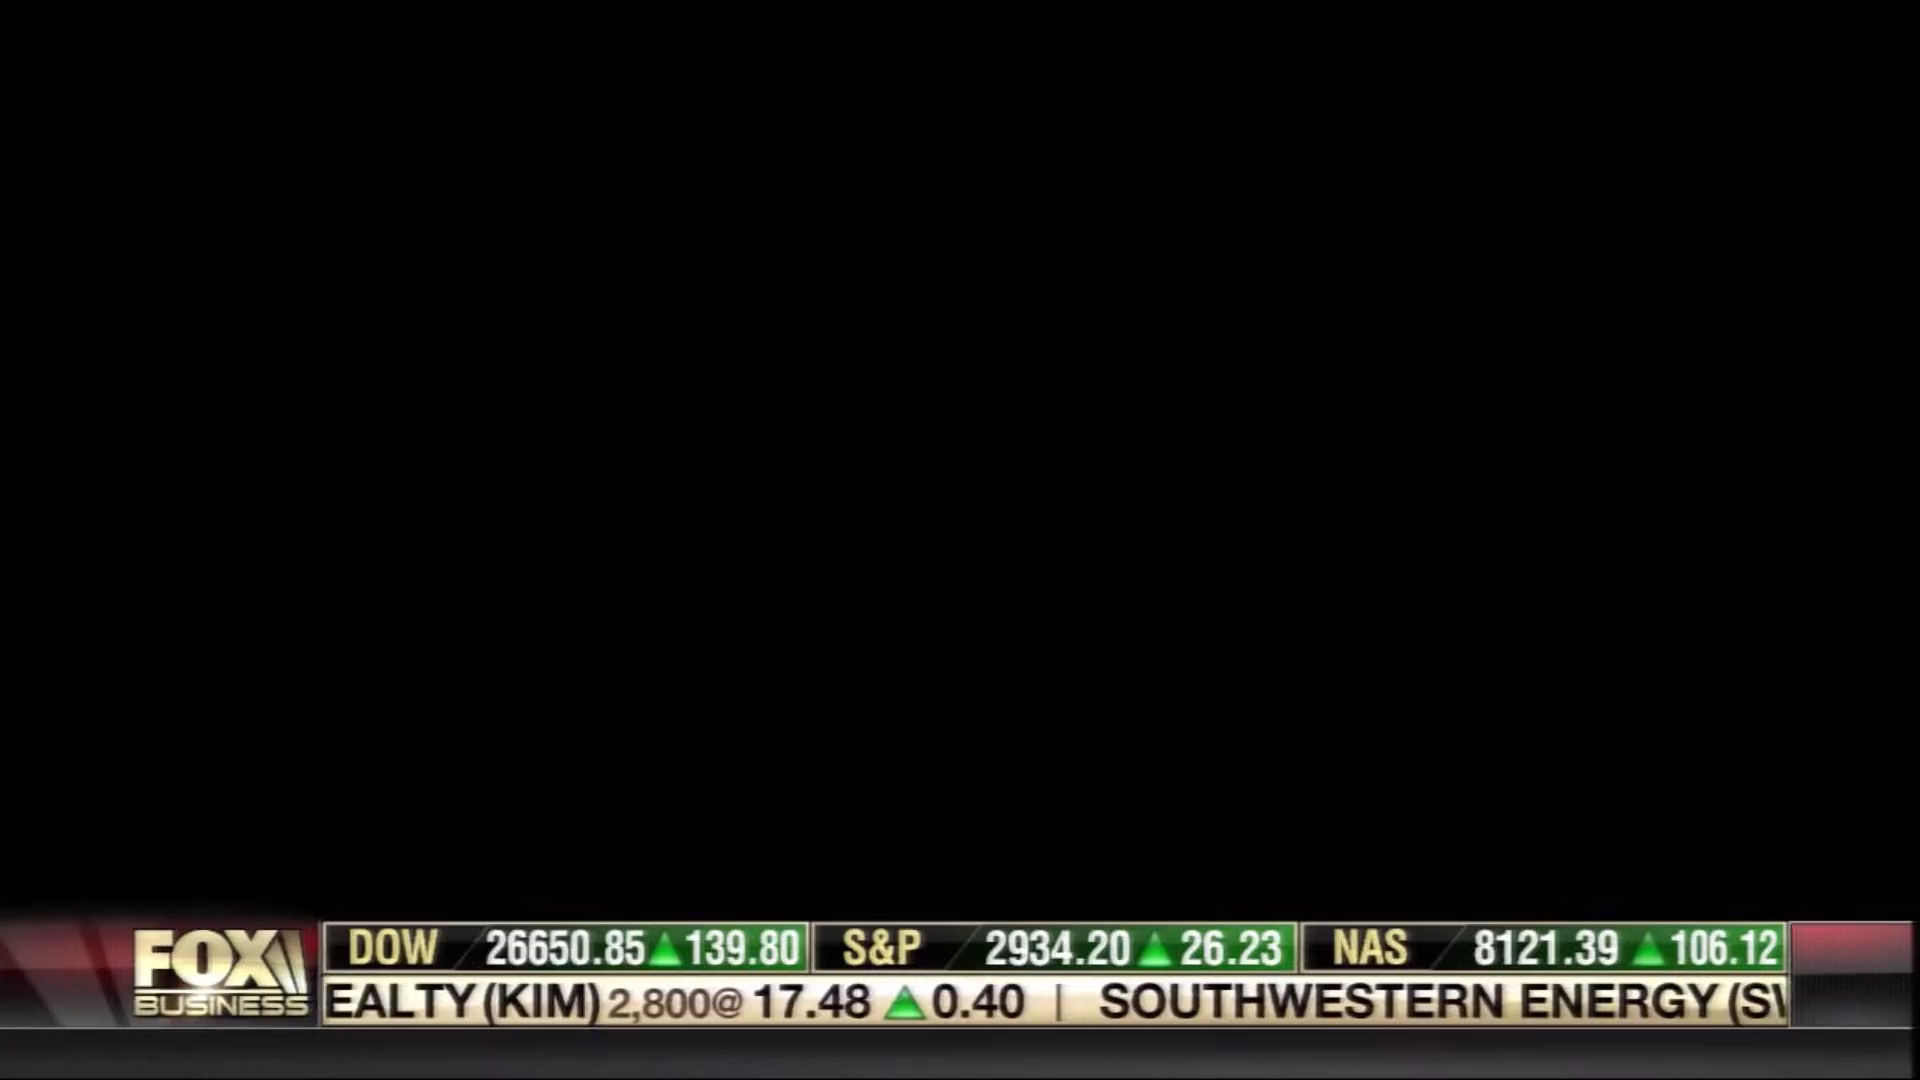 FOX
BUSINESS
DOW 26650.85 ▲ 139.80 S&P 2934.20 ▲ 26.23 NAS 8121.39 ▲ 106.12
EALTY (KIM) 2,800@ 17.48 ▲ 0.40 | SOUTHWESTERN ENERGY (S